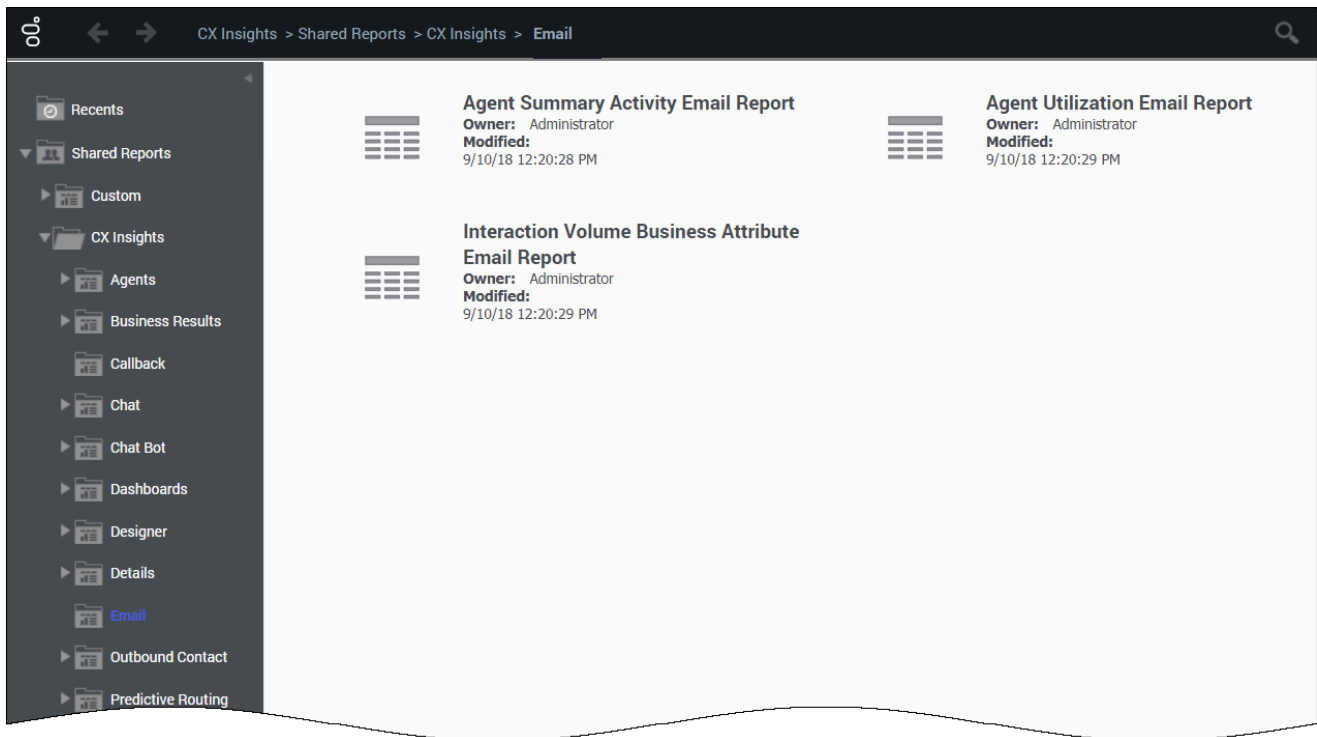 CX Insights > Shared Reports > CX Insights > Email
Recents
Shared Reports
Custom
CX Insights
Agents
Business Results
Callback
Chat
Chat Bot
Dashboards
Designer
Details
Email
Outbound Contact
Predictive Routing
Agent Summary Activity Email Report
Owner: Administrator
Modified:
9/10/18 12:20:28 PM
Agent Utilization Email Report
Owner: Administrator
Modified:
9/10/18 12:20:29 PM
Interaction Volume Business Attribute
Email Report
Owner: Administrator
Modified:
9/10/18 12:20:29 PM